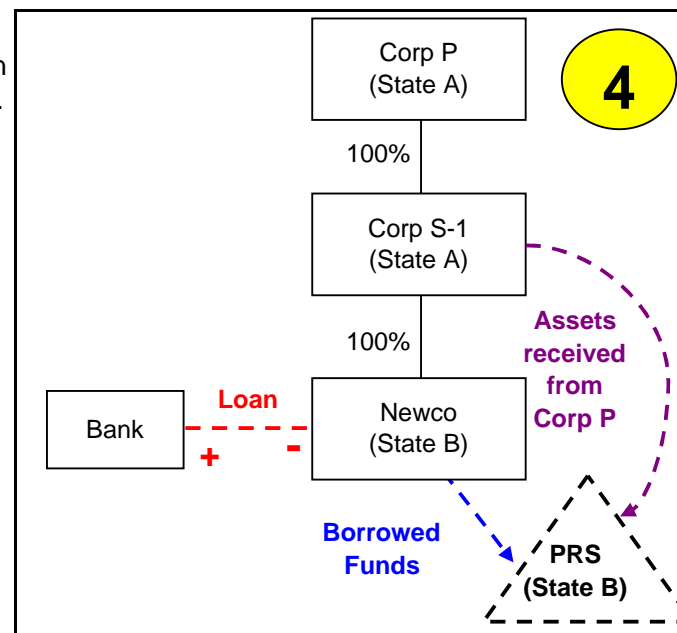 n
.
Corp P
(State A)
4
100%
Corp S-1
(State A)
100%
Assets
received
from
Corp P
Loan
Bank
+
-
Newco
(State B)
Borrowed
Funds
PRS
(State B)